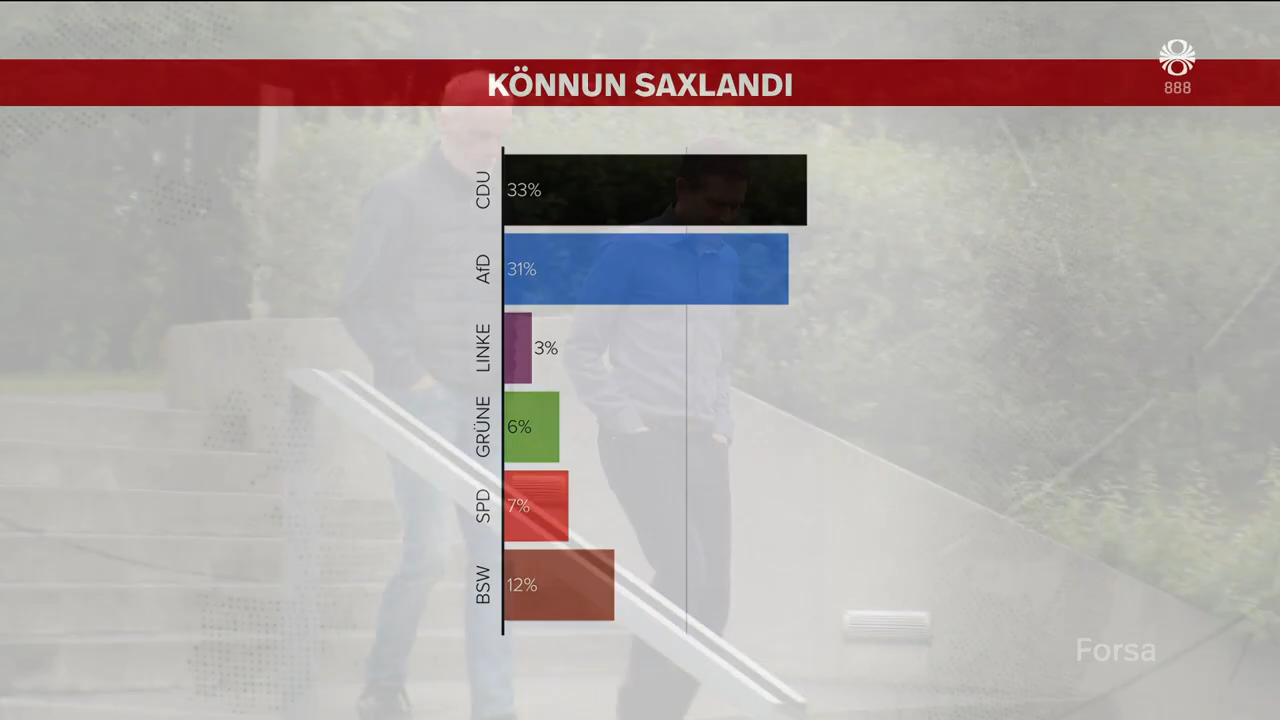 KÖNNUN SAXLANDI
888
CDU
33%
AfD
31%
LINKE
3%
GRÜNE
6%
SPD
7%
BSW
12%
Forsa